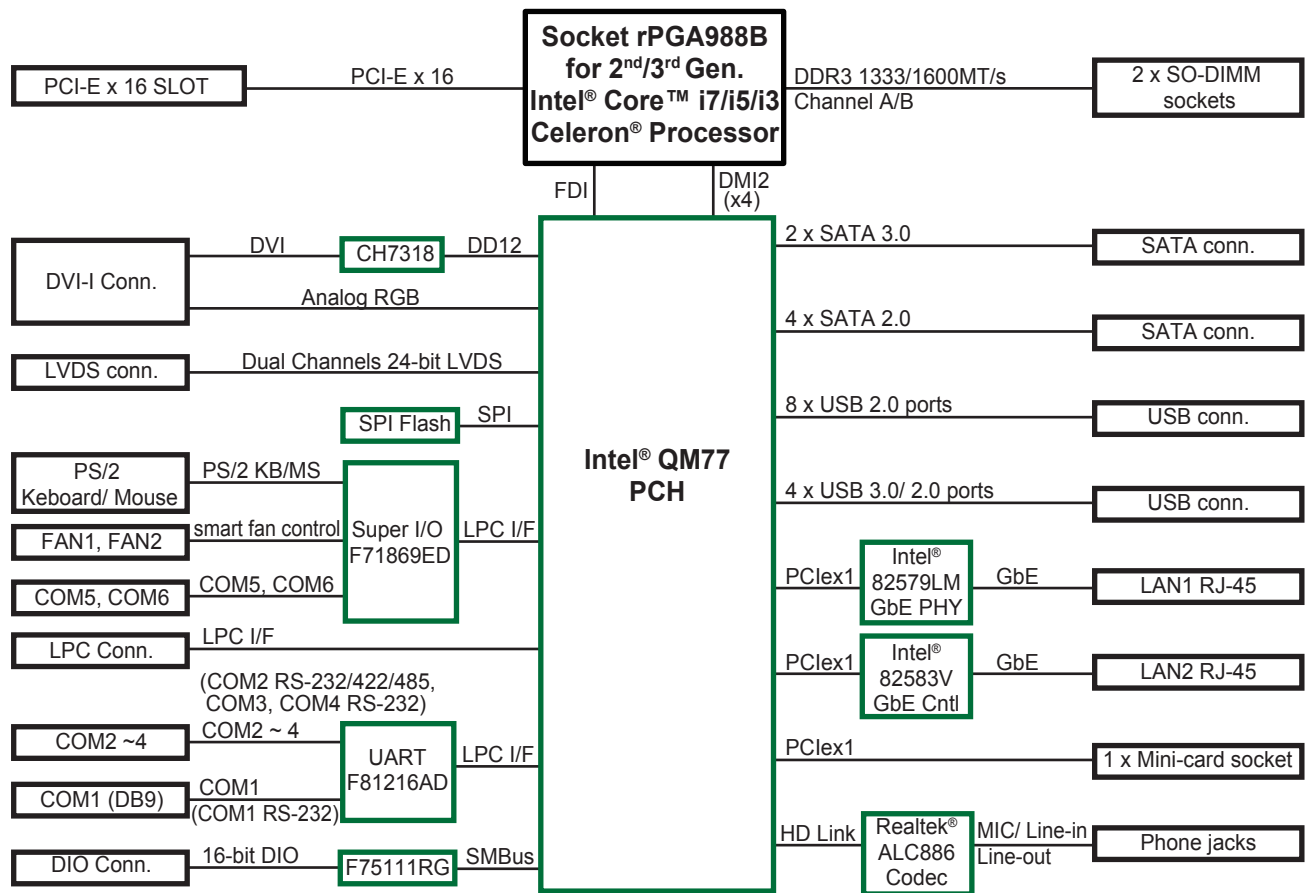 Socket rPGA988B
for 2nd/3rd Gen.
Intel® Core™ i7/i5/i3
Celeron® Processor
PCI-E x 16 SLOT
PCI-E x 16
DDR3 1333/1600MT/s
Channel A/B
2 x SO-DIMM
sockets
FDI
DMI2
(x4)
Intel® QM77
PCH
DVI-I Conn.
DVI
CH7318
DD12
Analog RGB
LVDS conn.
Dual Channels 24-bit LVDS
SPI Flash
SPI
PS/2
Keboard/ Mouse
PS/2 KB/MS
FAN1, FAN2
smart fan control
Super I/O
F71869ED
LPC I/F
COM5, COM6
COM5, COM6
LPC Conn.
LPC I/F
(COM2 RS-232/422/485,
COM3, COM4 RS-232)
COM2 ~4
COM2 ~ 4
UART
F81216AD
LPC I/F
COM1 (DB9)
COM1
(COM1 RS-232)
DIO Conn.
16-bit DIO
F75111RG
SMBus
2 x SATA 3.0
SATA conn.
4 x SATA 2.0
SATA conn.
8 x USB 2.0 ports
USB conn.
4 x USB 3.0/ 2.0 ports
USB conn.
PCIex1
Intel®
82579LM
GbE PHY
GbE
LAN1 RJ-45
PCIex1
Intel®
82583V
GbE Cntl
GbE
LAN2 RJ-45
PCIex1
1 x Mini-card socket
HD Link
Realtek®
ALC886
Codec
MIC/ Line-in
Line-out
Phone jacks